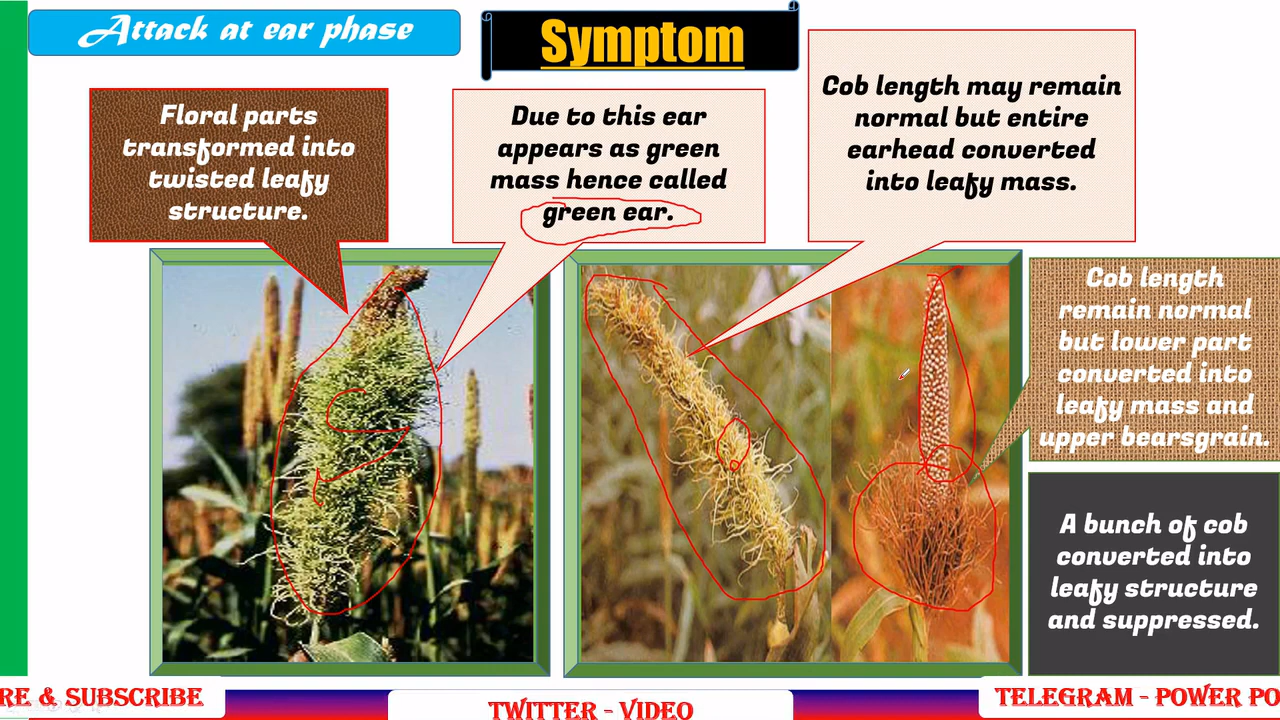 Attack at ear phase
Symptom
Floral parts
transformed into
twisted leafy
structure.
Due to this ear
appears as green
mass hence called
green ear.
Cob length may remain
normal but entire
earhead converted
into leafy mass.
Cob length
remain normal
but lower part
converted into
leafy mass and
upper bearsgrain.
A bunch of cob
converted into
leafy structure
and suppressed.
RE & SUBSCRIBE
TWITTER - VIDEO
TELEGRAM - POWER PO